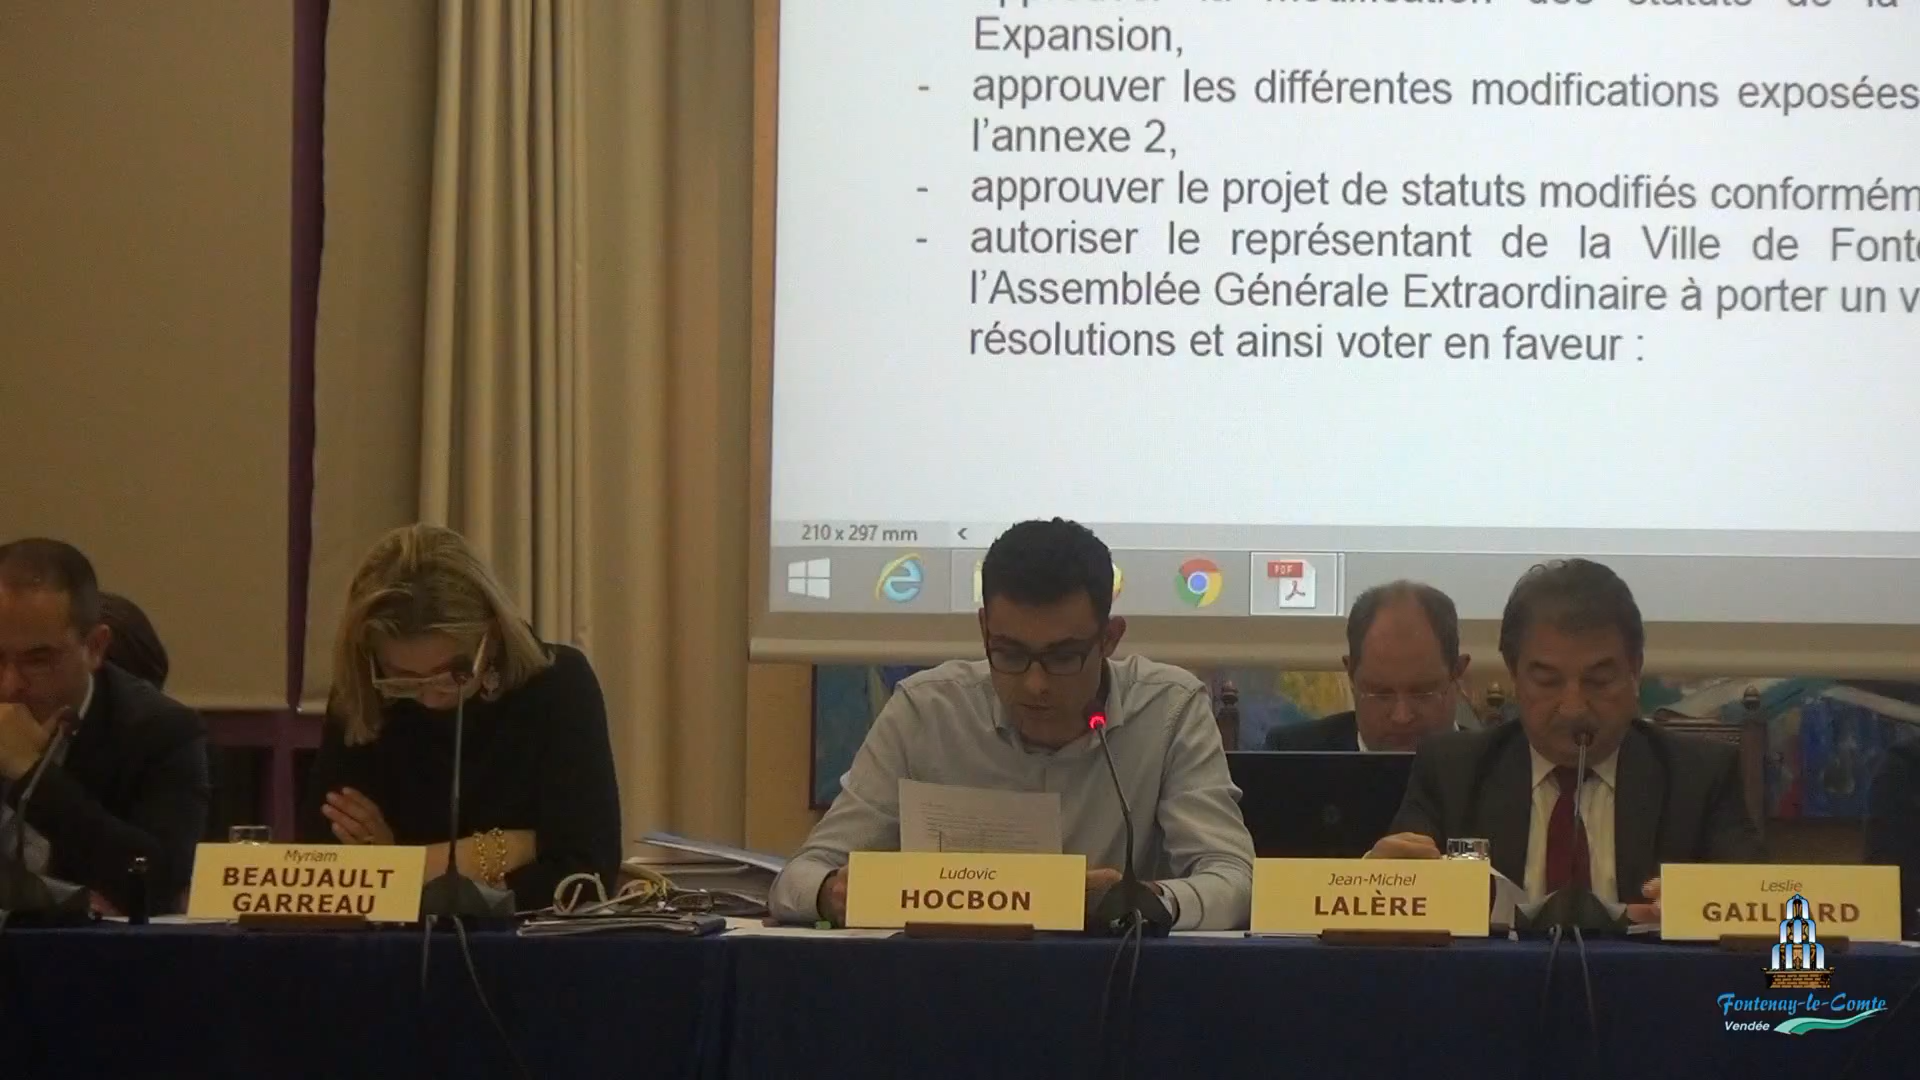 Expansion,
- approuver les différentes modifications exposées
l'annexe 2,
- approuver le projet de statuts modifiés
- autoriser le représentant de la Ville de
l'Assemblée Générale Extraordinaire à porter un
résolutions et ainsi voter en faveur :
210 x 297 mm
PDF
Myriam
BEAUJAULT
GARREAU
Ludovic
HOCBON
Jean-Michel
LALÈRE
Leslie
GAILLARD
Fontenay-le-Comte
Vendée